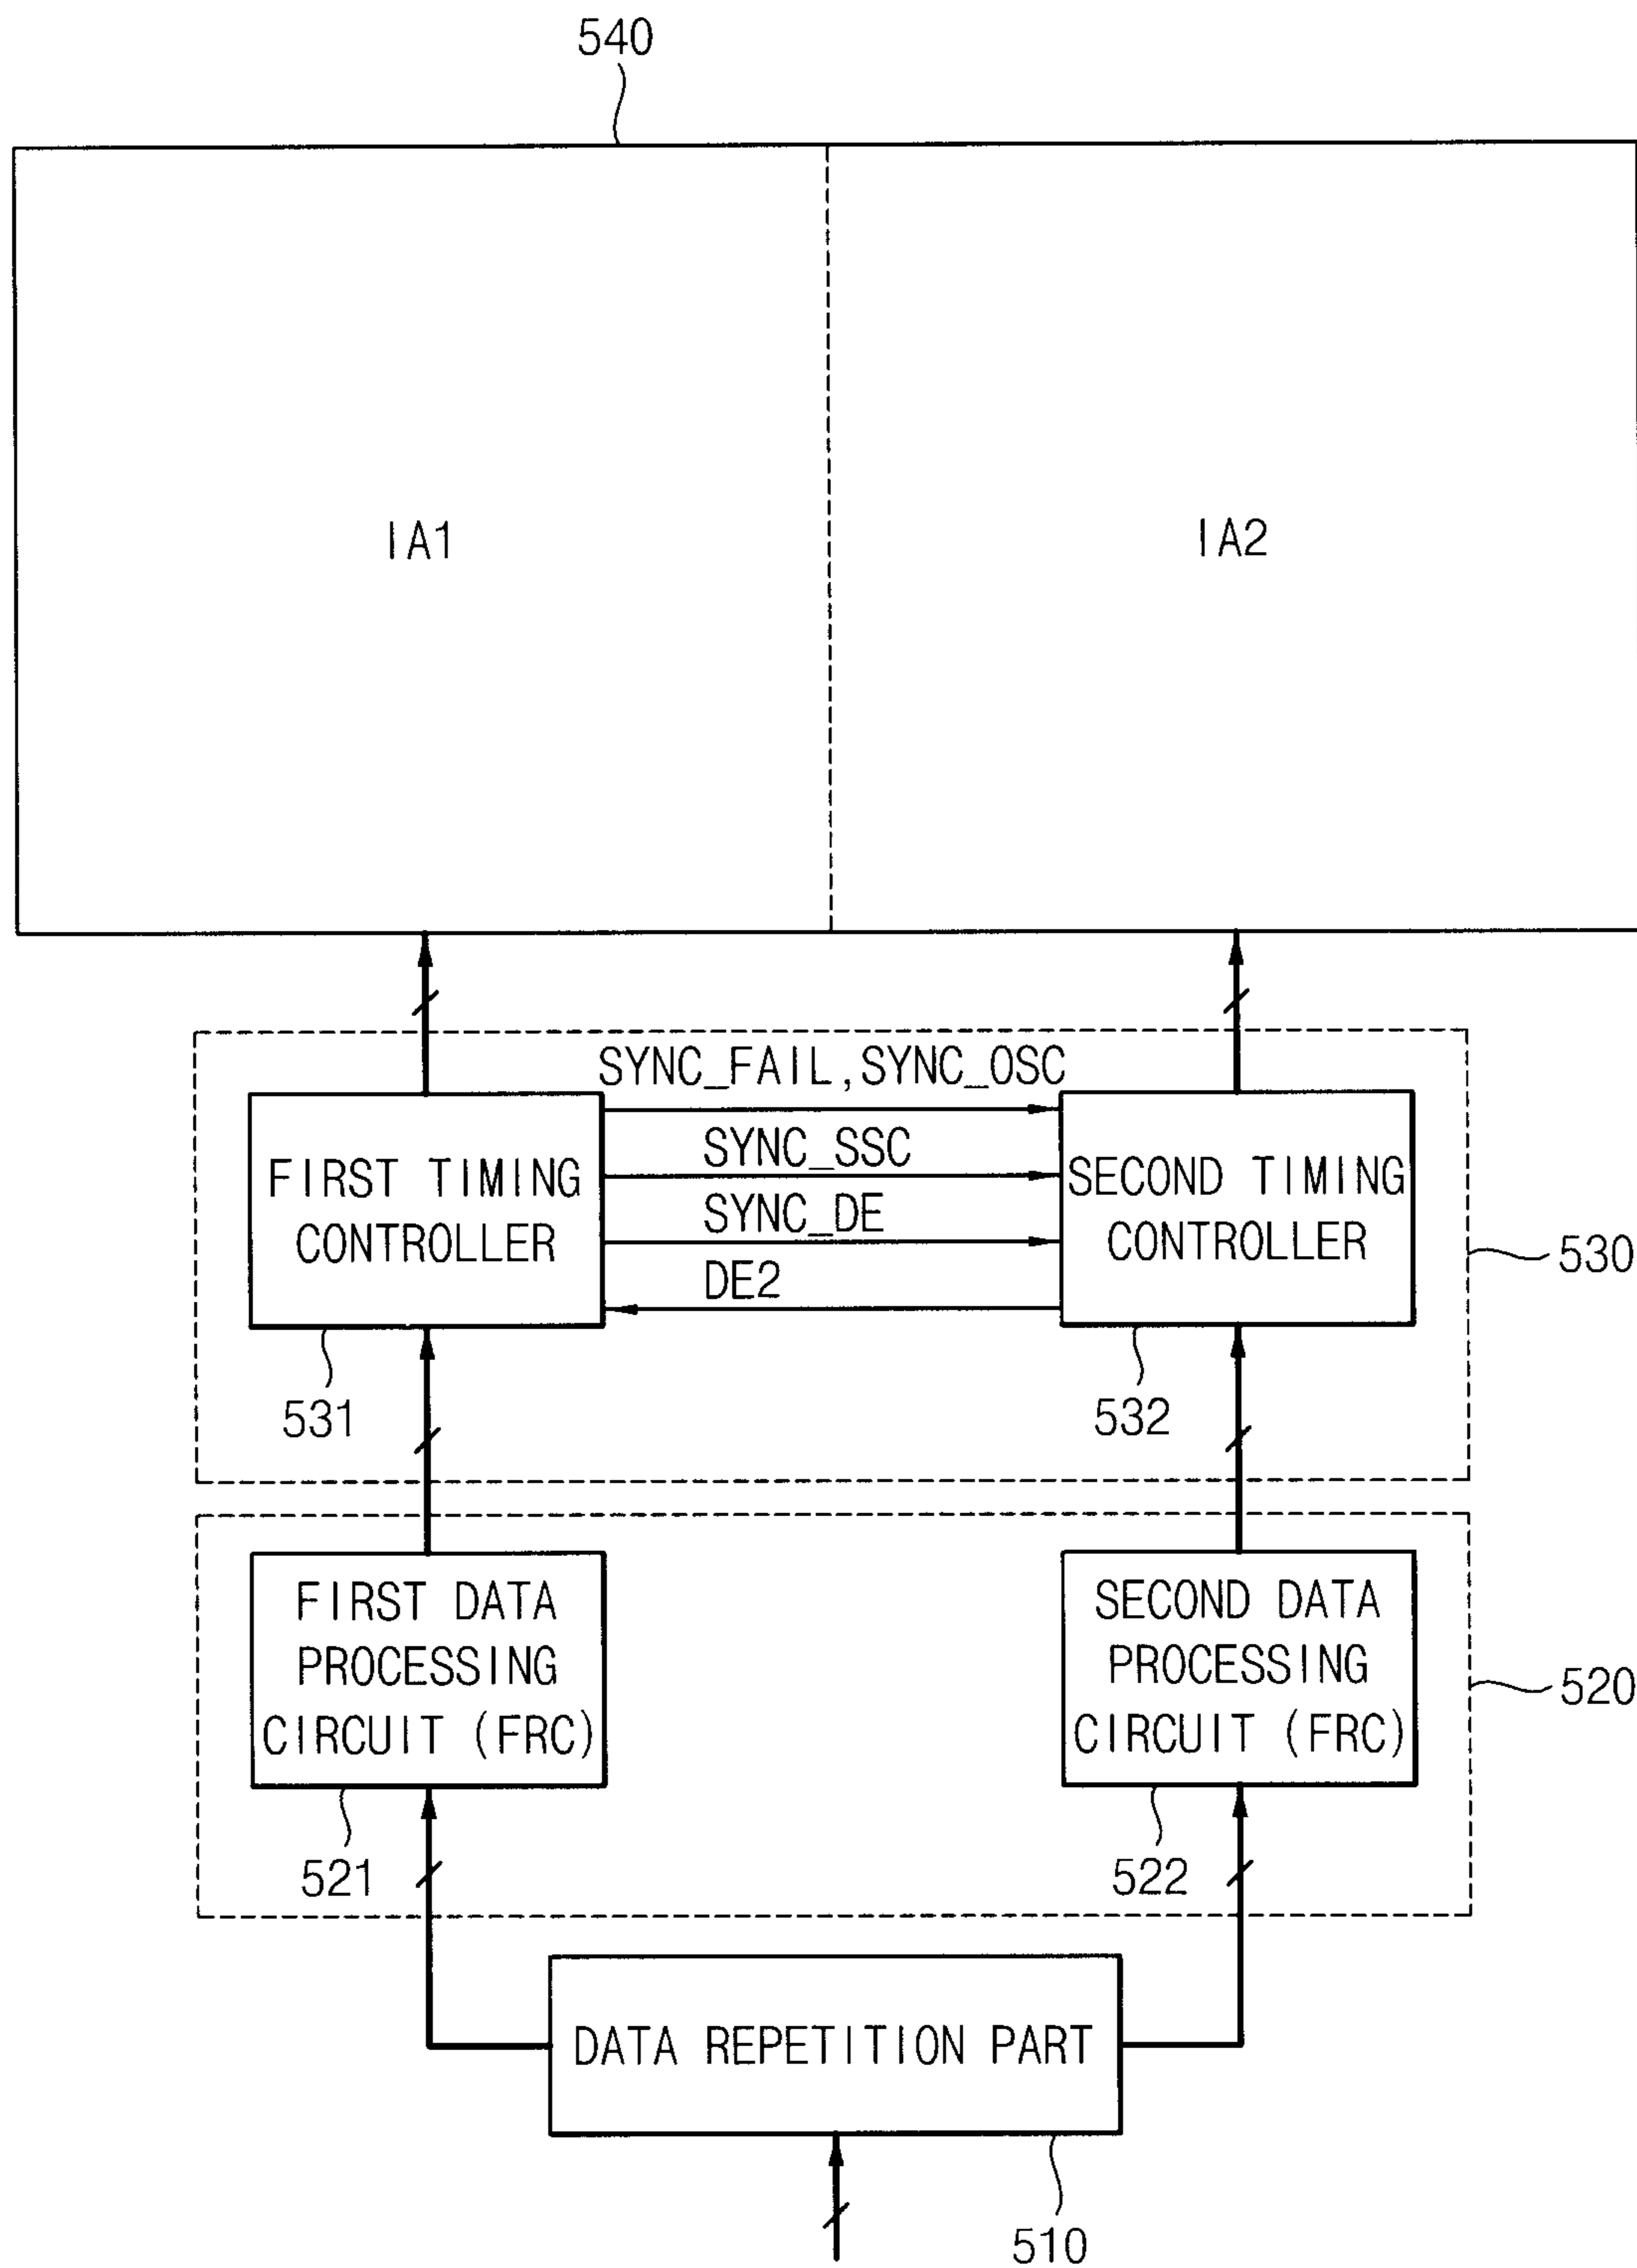 540
IA1
IA2
SYNC_FAIL,SYNC_OSC
SYNC_SSC
SYNC_DE
DE2
FIRST TIMING
CONTROLLER
SECOND TIMING
CONTROLLER
530
531
532
FIRST DATA
PROCESSING
CIRCUIT (FRC)
SECOND DATA
PROCESSING
CIRCUIT (FRC)
520
521
522
DATA REPETITION PART
510